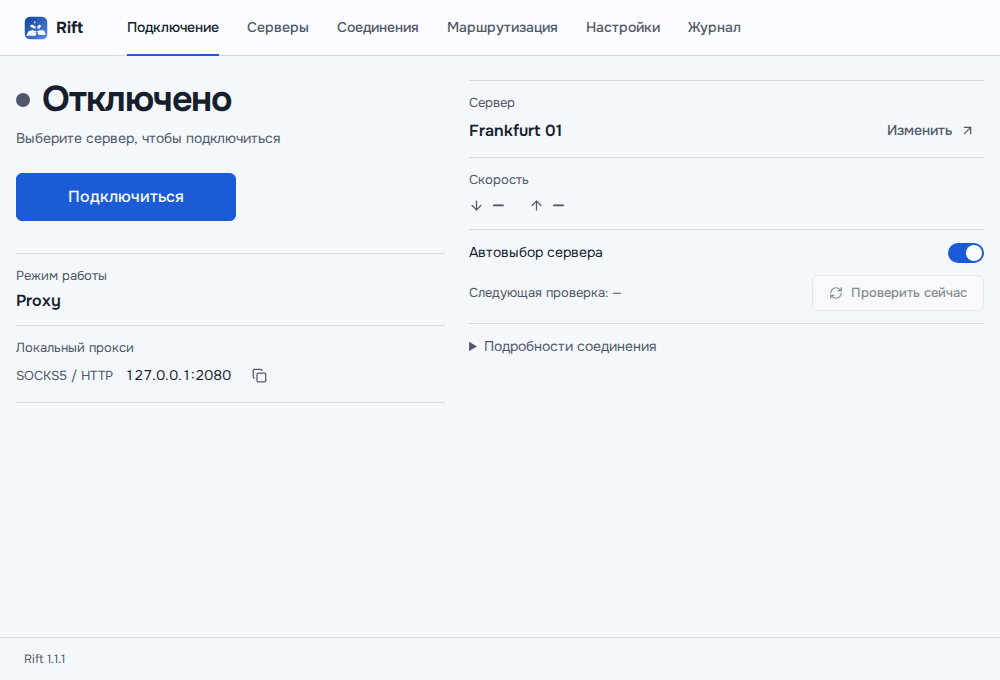 Rift
Подключение
Серверы
Соединения
Маршрутизация
Настройки
Журнал
Отключено
Выберите сервер, чтобы подключиться
Подключиться
Режим работы
Proxy
Локальный прокси
SOCKS5 / HTTP 127.0.0.1:2080
Сервер
Frankfurt 01
Изменить
Скорость
↓ — ↑ —
Автовыбор сервера
Следующая проверка: —
Проверить сейчас
Подробности соединения
Rift 1.1.1